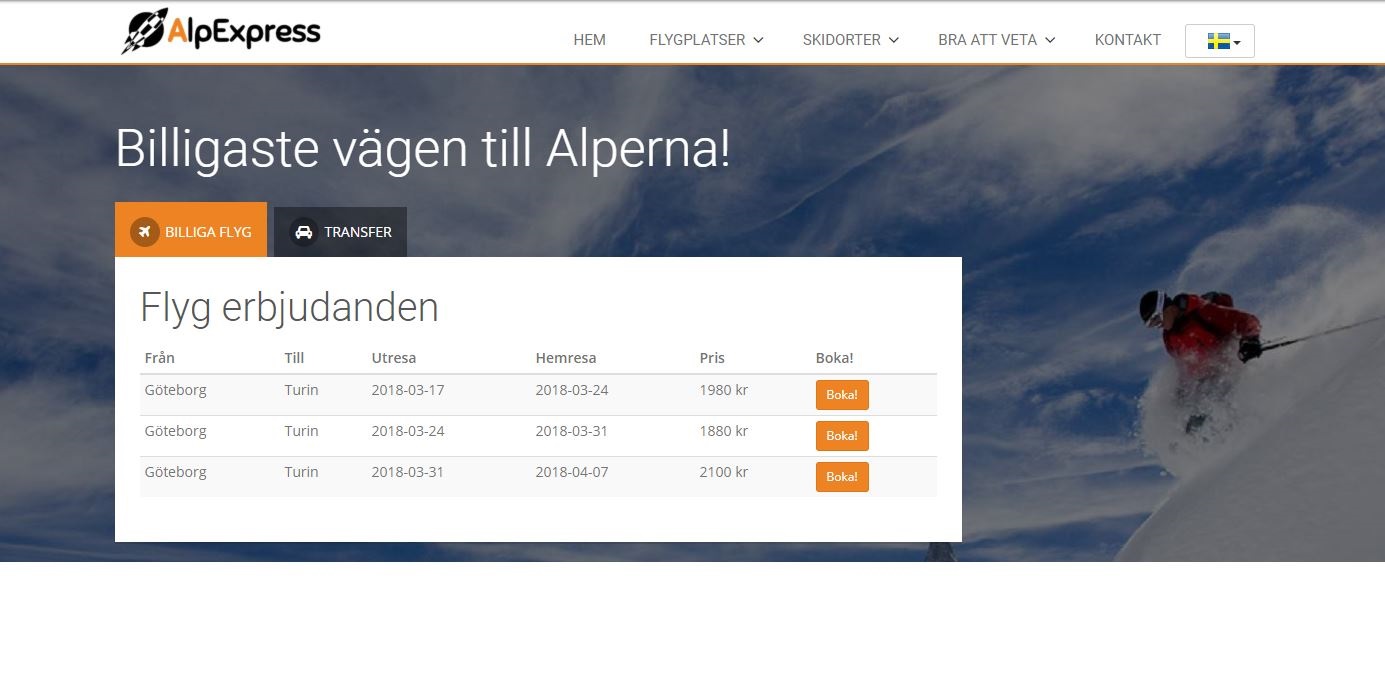 AlpExpress
HEM FLYGPLATSER SKIDORTER BRA ATT VETA KONTAKT
Billigaste vägen till Alperna!
BILLIGA FLYG TRANSFER
Flyg erbjudanden
Från Till Utresa Hemresa Pris Boka!
Göteborg Turin 2018-03-17 2018-03-24 1980 kr Boka!
Göteborg Turin 2018-03-24 2018-03-31 1880 kr Boka!
Göteborg Turin 2018-03-31 2018-04-07 2100 kr Boka!